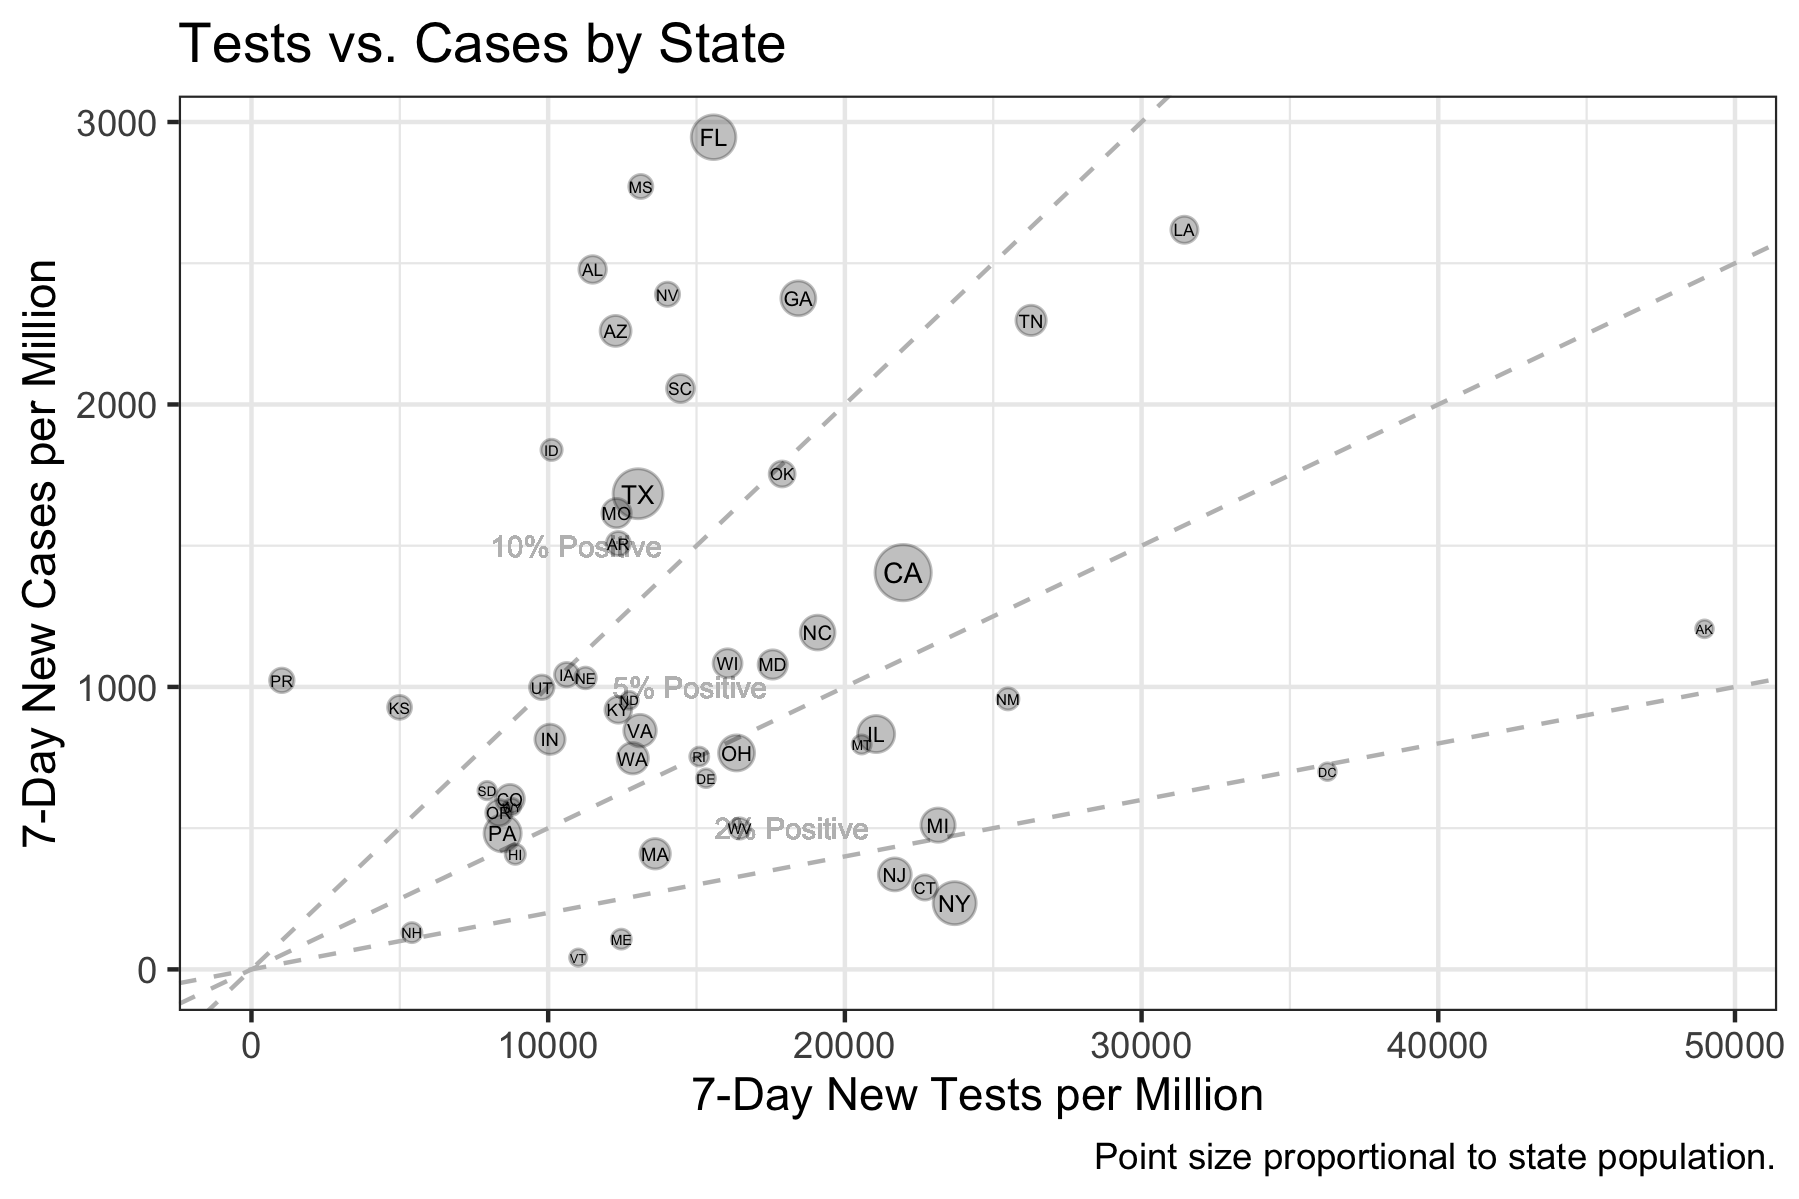 Tests vs. Cases by State
7-Day New Cases per Million
3000
2000
1000
0
FL
MS
LA
AL
NV
GA
TN
AZ
SC
ID
OK
TX
MO
AR
10% Positive
CA
NC
AK
WI
MD
PR
IA
NE
UT
5% Positive
ND
NM
KS
KY
VA
IL
IN
MT
WA
RI
OH
DE
DC
SD
CO
OR
PA
WV
2% Positive
MI
HI
MA
NJ
CT
NY
NH
ME
VT
0
10000
20000
30000
40000
50000
7-Day New Tests per Million
Point size proportional to state population.